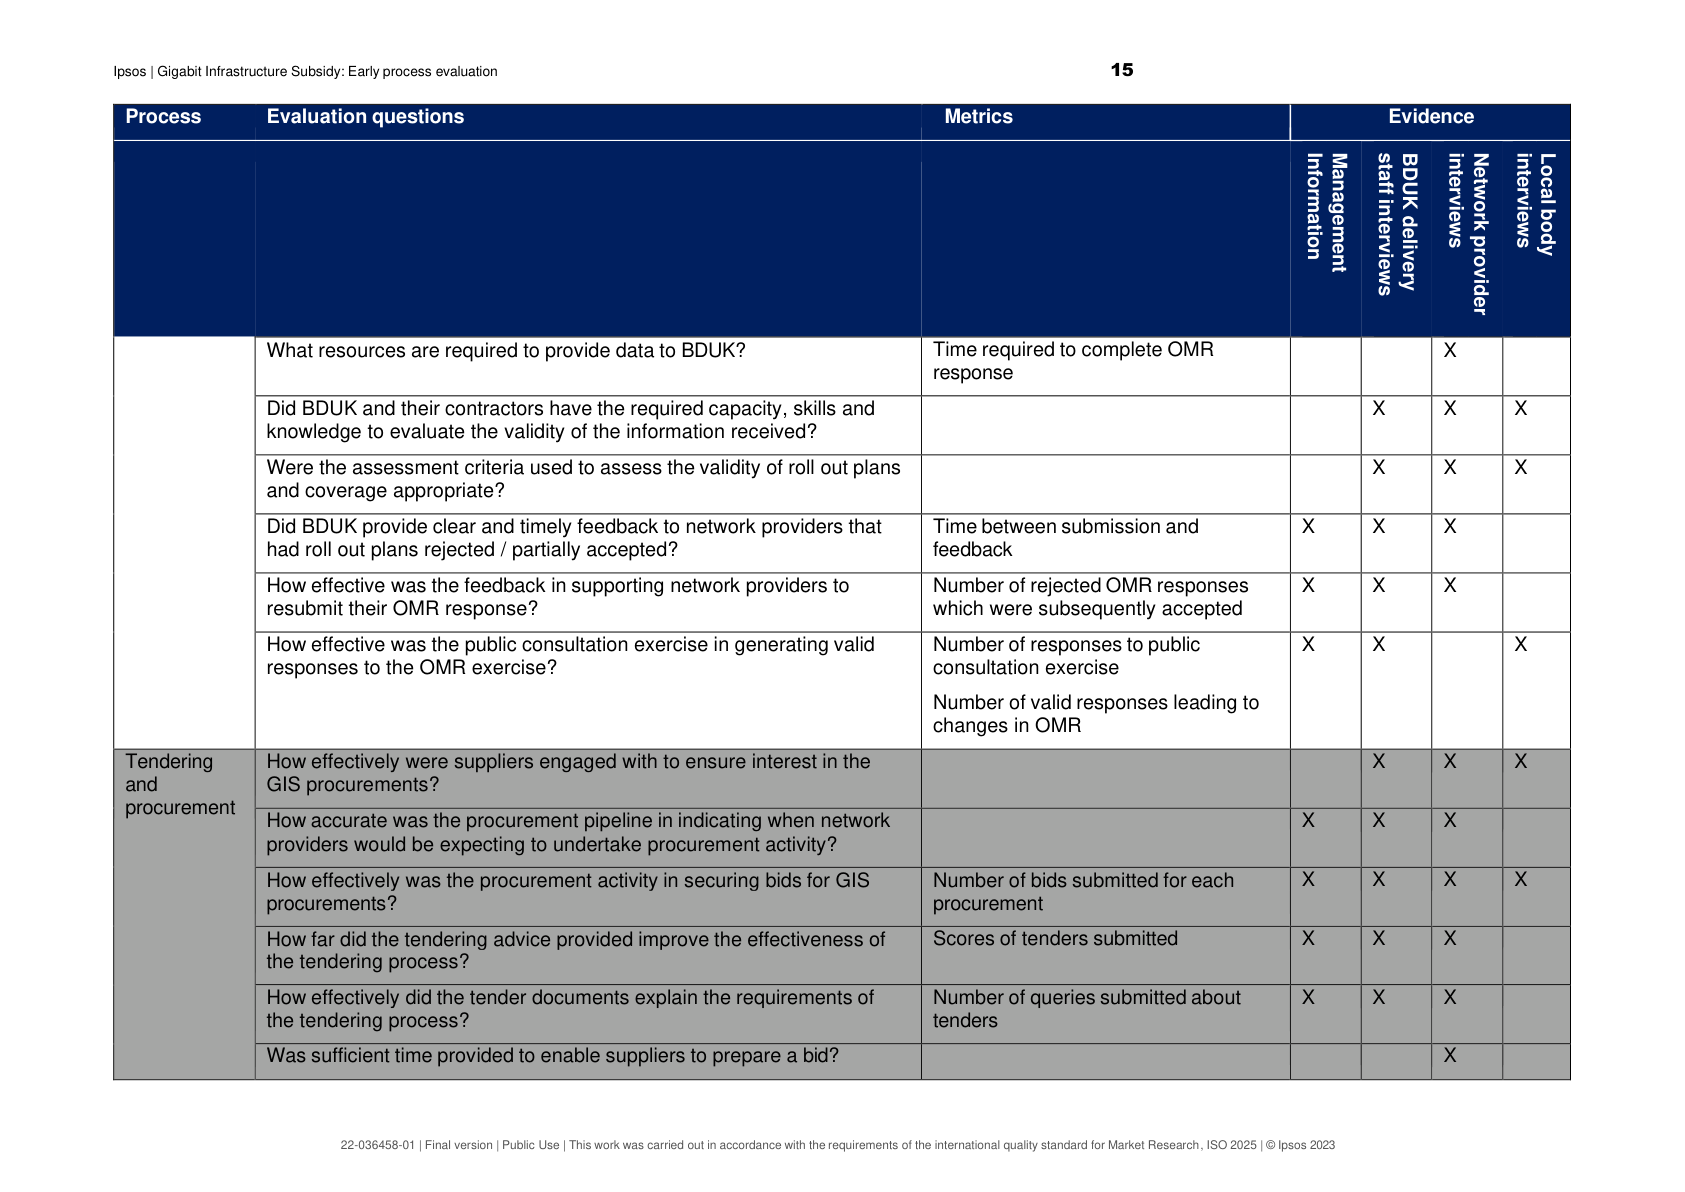 Ipsos | Gigabit Infrastructure Subsidy: Early process evaluation
15
Process
Evaluation questions
Metrics
Evidence
Management
Information
BDUK delivery
staff interviews
Network provider
interviews
Local body
interviews
What resources are required to provide data to BDUK?
Time required to complete OMR
response
X
Did BDUK and their contractors have the required capacity, skills and
knowledge to evaluate the validity of the information received?
X X X
Were the assessment criteria used to assess the validity of roll out plans
and coverage appropriate?
X X X
Did BDUK provide clear and timely feedback to network providers that
had roll out plans rejected / partially accepted?
Time between submission and
feedback
X X X
How effective was the feedback in supporting network providers to
resubmit their OMR response?
Number of rejected OMR responses
which were subsequently accepted
X X X
How effective was the public consultation exercise in generating valid
responses to the OMR exercise?
Number of responses to public
consultation exercise
Number of valid responses leading to
changes in OMR
X X X
Tendering
and
procurement
How effectively were suppliers engaged with to ensure interest in the
GIS procurements?
X X X
How accurate was the procurement pipeline in indicating when network
providers would be expecting to undertake procurement activity?
X X X
How effectively was the procurement activity in securing bids for GIS
procurements?
Number of bids submitted for each
procurement
X X X X
How far did the tendering advice provided improve the effectiveness of
the tendering process?
Scores of tenders submitted
X X X
How effectively did the tender documents explain the requirements of
the tendering process?
Number of queries submitted about
tenders
X X X
Was sufficient time provided to enable suppliers to prepare a bid?
X
22-036458-01 | Final version | Public Use | This work was carried out in accordance with the requirements of the international quality standard for Market Research, ISO 2025 | © Ipsos 2023